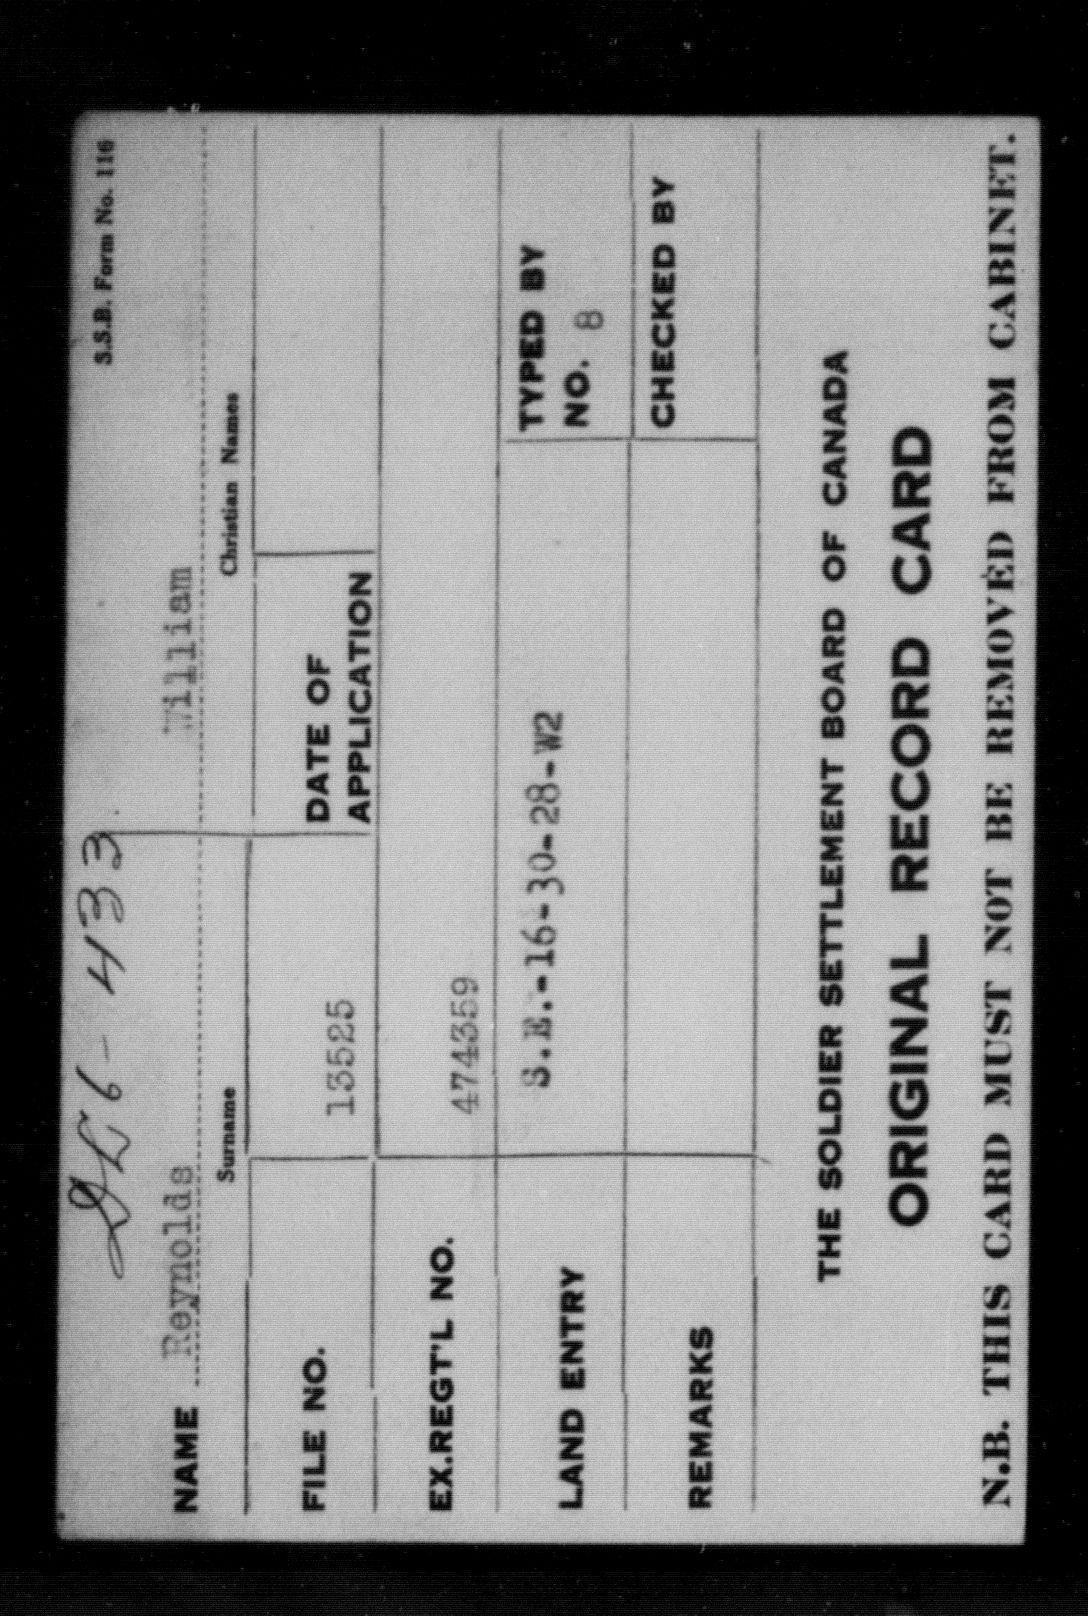 S.S.B. Form No. 116
6-433
NAME Reynolds William
Surname Christian Names
FILE NO. 13525 DATE OF
APPLICATION
EX.REGT'L NO. 474359
LAND ENTRY S.E.-16-30-28-W2 TYPED BY
NO. 8
REMARKS CHECKED BY
THE SOLDIER SETTLEMENT BOARD OF CANADA
ORIGINAL RECORD CARD
N.B. THIS CARD MUST NOT BE REMOVED FROM CABINET.